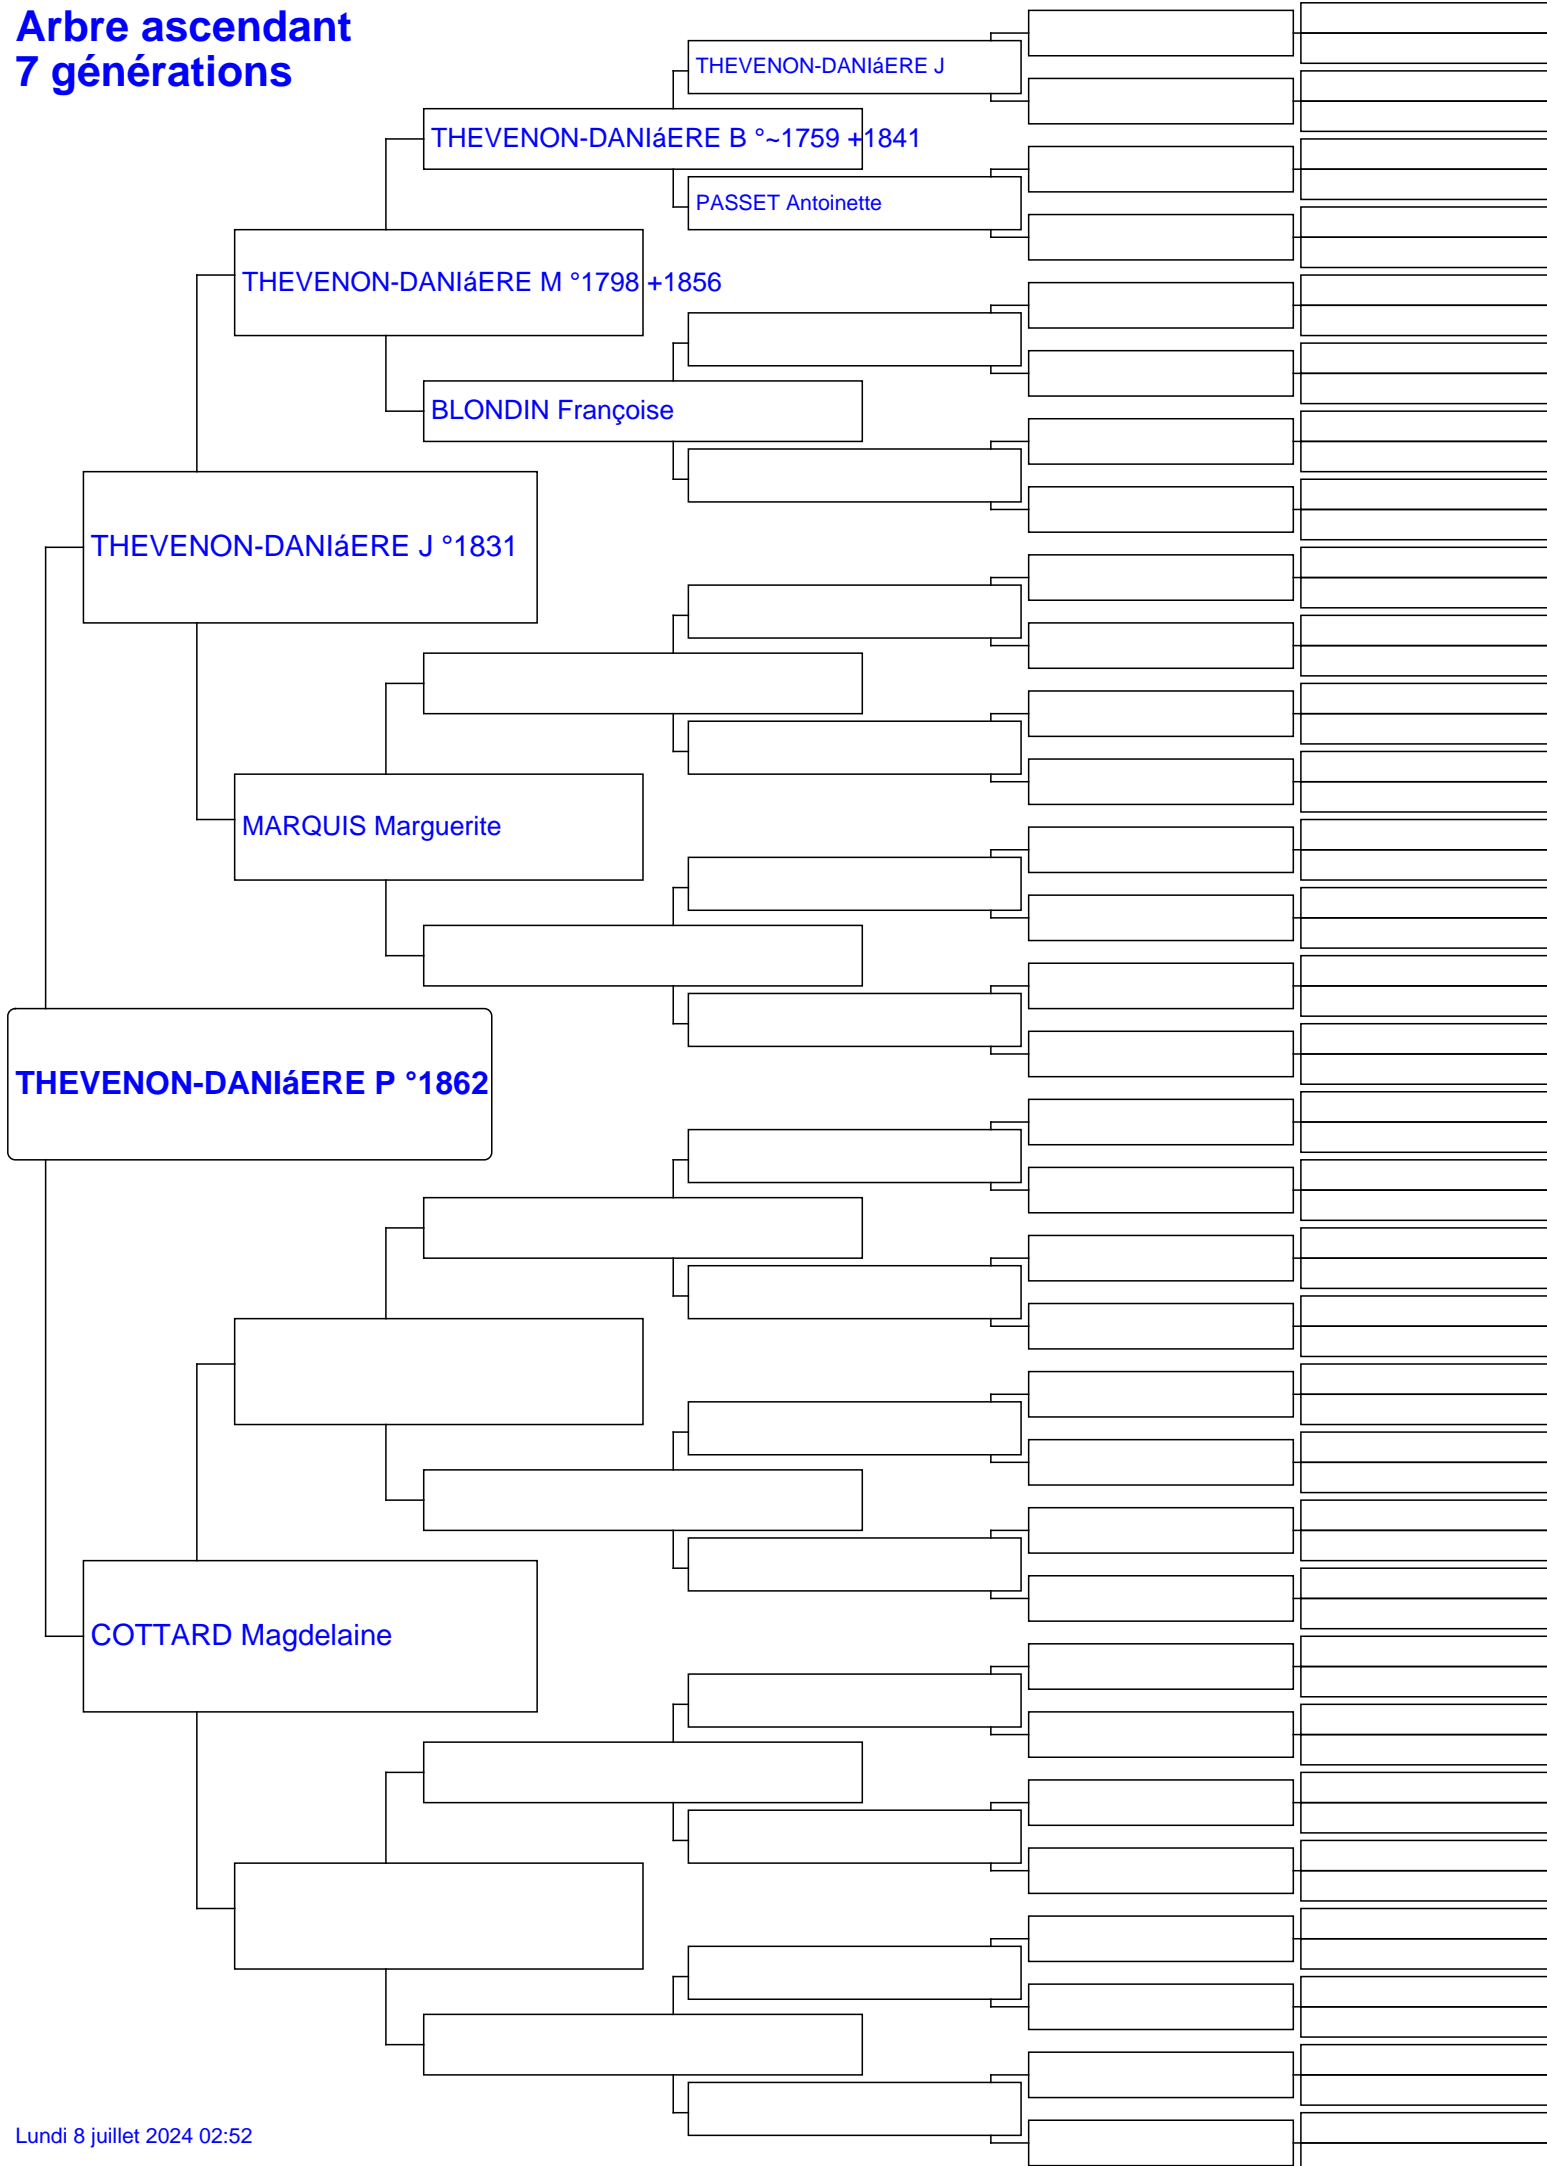 Arbre ascendant
7 générations
THEVENON-DANIáERE J
THEVENON-DANIáERE B °~1759 +1841
PASSET Antoinette
THEVENON-DANIáERE M °1798 +1856
BLONDIN Françoise
THEVENON-DANIáERE J °1831
MARQUIS Marguerite
THEVENON-DANIáERE P °1862
COTTARD Magdelaine
Lundi 8 juillet 2024 02:52